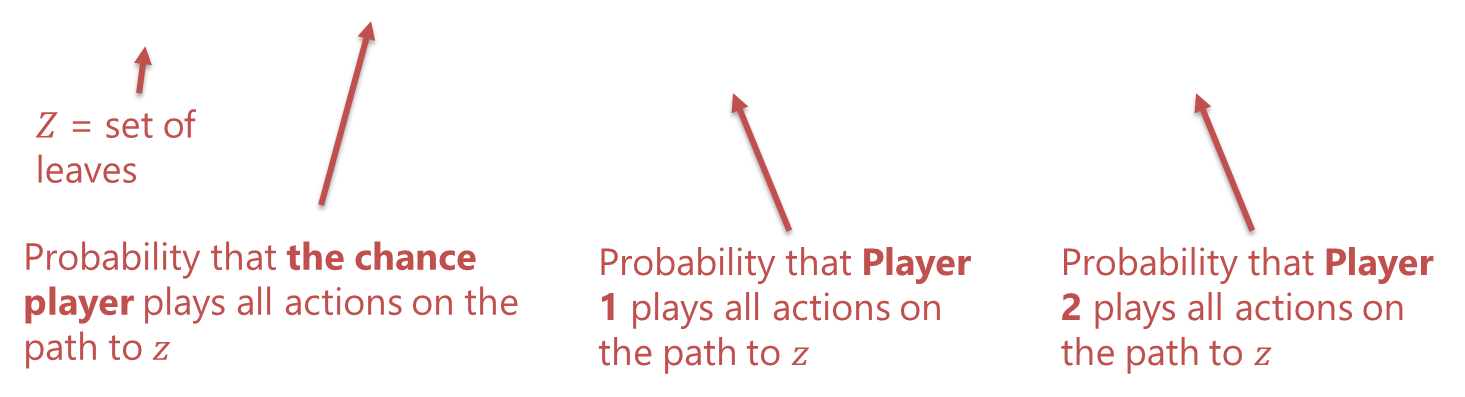 Z = set of
leaves
Probability that the chance
player plays all actions on the
path to z
Probability that Player
1 plays all actions on
the path to z
Probability that Player
2 plays all actions on
the path to z